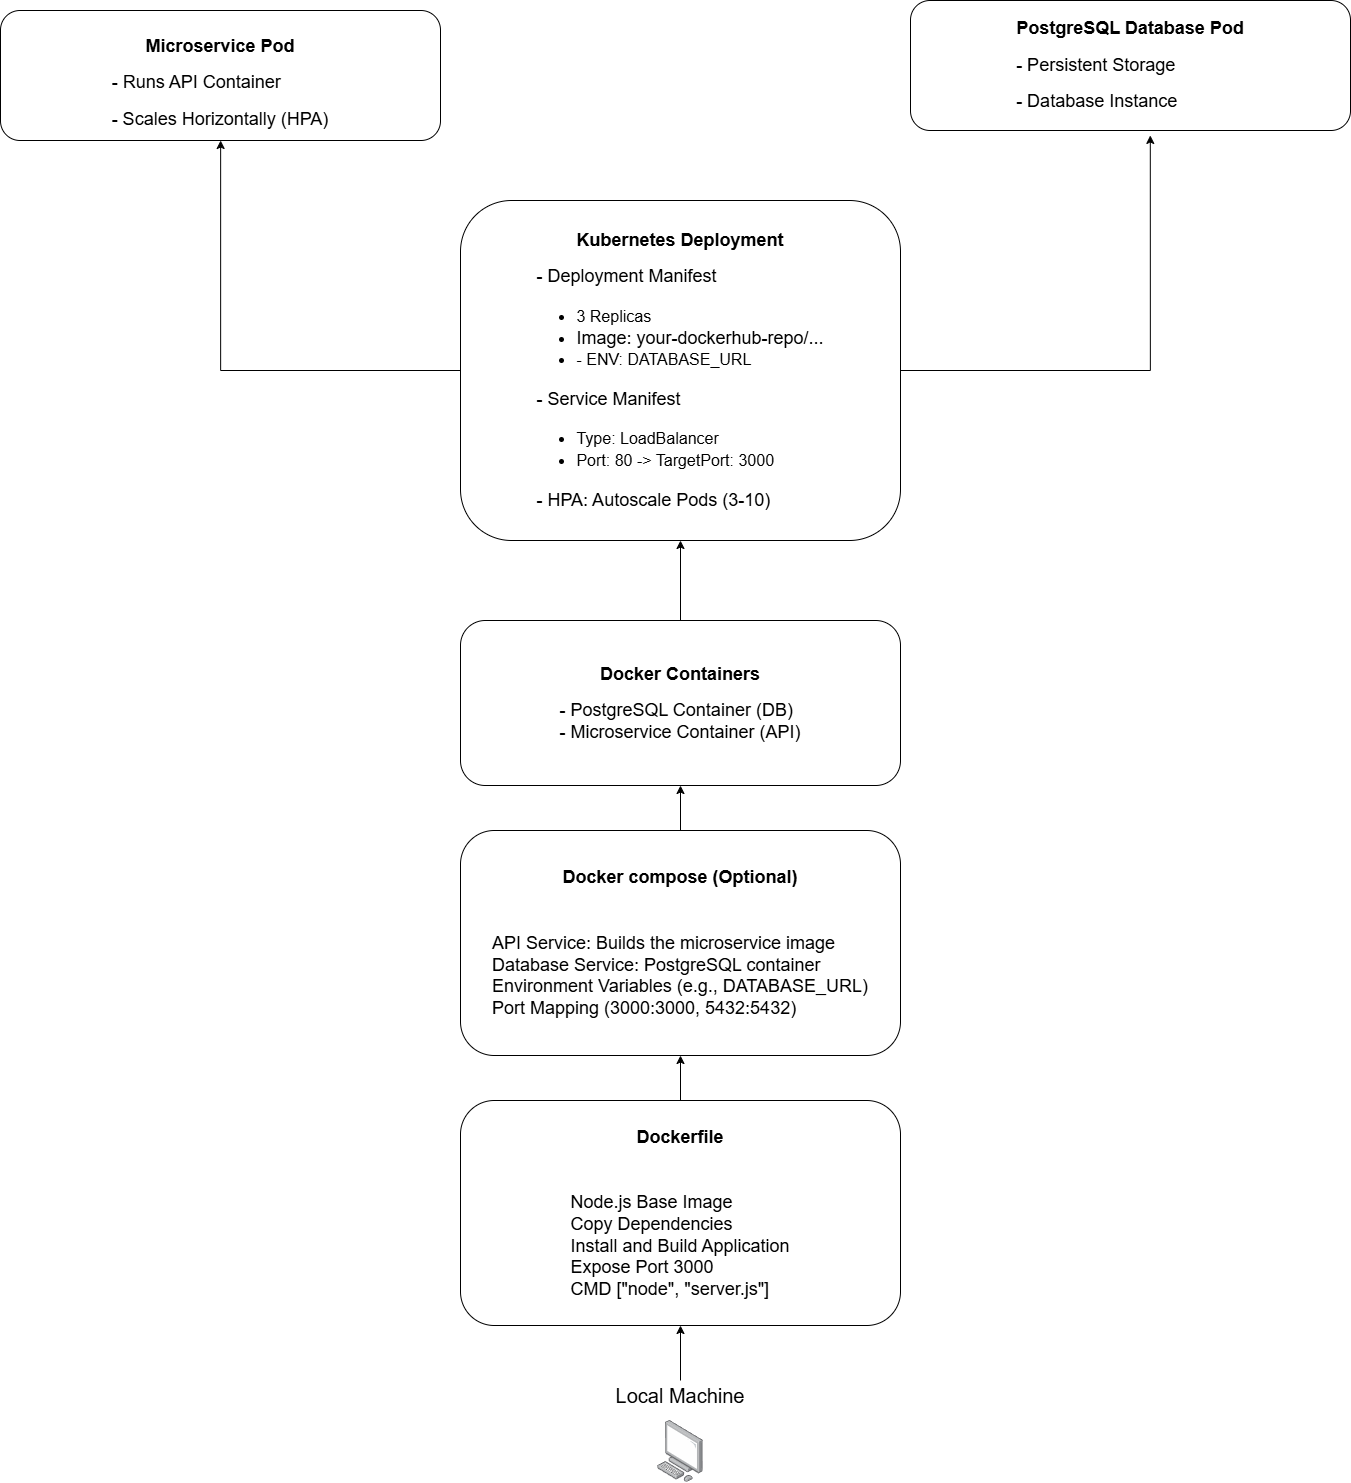 Microservice Pod
- Runs API Container
- Scales Horizontally (HPA)
PostgreSQL Database Pod
- Persistent Storage
- Database Instance
Kubernetes Deployment
- Deployment Manifest
• 3 Replicas
• Image: your-dockerhub-repo/...
• - ENV: DATABASE_URL
- Service Manifest
• Type: LoadBalancer
• Port: 80 -> TargetPort: 3000
- HPA: Autoscale Pods (3-10)
Docker Containers
- PostgreSQL Container (DB)
- Microservice Container (API)
Docker compose (Optional)
API Service: Builds the microservice image
Database Service: PostgreSQL container
Environment Variables (e.g., DATABASE_URL)
Port Mapping (3000:3000, 5432:5432)
Dockerfile
Node.js Base Image
Copy Dependencies
Install and Build Application
Expose Port 3000
CMD ["node", "server.js"]
Local Machine